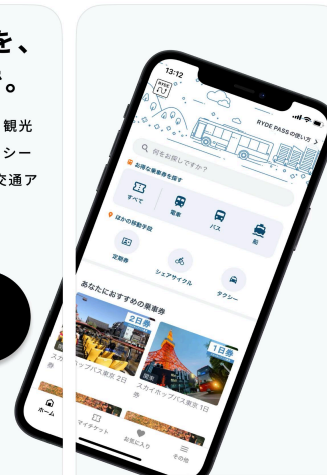 を、
。
観光
シー
交通ア
13:12
RYDE
RYDE PASSの使い方
何をお探しですか？
お得な乗車券を探す
すべて
電車
バス
船
ほかの移動手段
定期券
シェアサイクル
タクシー
あなたにおすすめの乗車券
2日券
1日券
スカイホップバス東京 2日
券
スカイホップバス東京 1日
券
ホーム
マイチケット
お気に入り
その他